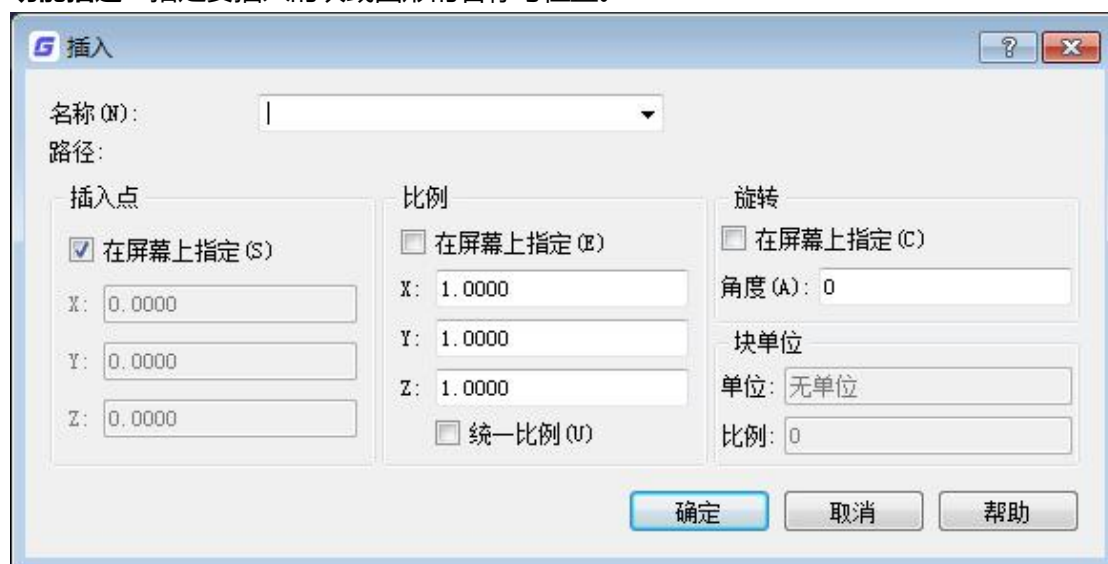 插入
名称(N):
路径:
插入点
在屏幕上指定(S)
X: 0.0000
Y: 0.0000
Z: 0.0000
比例
在屏幕上指定(E)
X: 1.0000
Y: 1.0000
Z: 1.0000
统一比例(U)
旋转
在屏幕上指定(C)
角度(A): 0
块单位
单位: 无单位
比例: 0
确定 取消 帮助